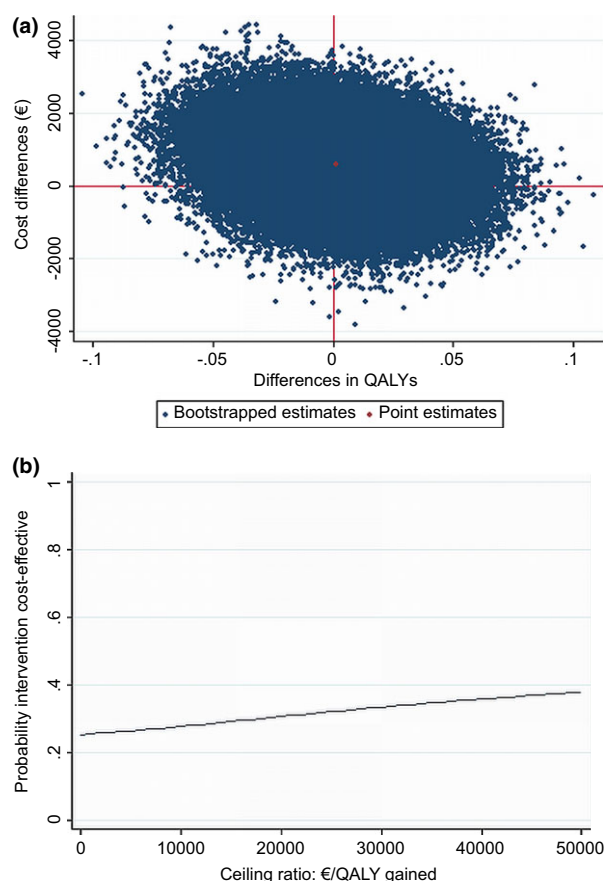 (a)
4000
2000
0
-2000
-4000
Cost differences (€)
-.1
-.05
0
.05
.1
Differences in QALYs
Bootstrapped estimates
Point estimates
(b)
1
.8
.6
.4
.2
0
Probability intervention cost-effective
0
10000
20000
30000
40000
50000
Ceiling ratio: €/QALY gained